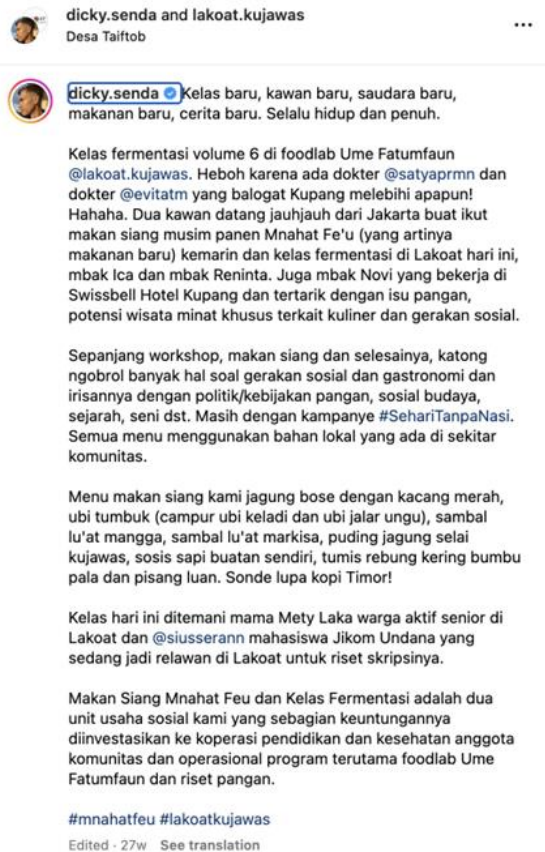 dicky.senda and lakoat.kujawas
Desa Taiftob
dicky.senda Kelas baru, kawan baru, saudara baru,
makanan baru, cerita baru. Selalu hidup dan penuh.
Kelas fermentasi volume 6 di foodlab Ume Fatumfaun
@lakoat.kujawas. Heboh karena ada dokter @satyaprmn dan
dokter @evitatm yang balogat Kupang melebihi apapun!
Hahaha. Dua kawan datang jauhjauh dari Jakarta buat ikut
makan siang musim panen Mnahat Fe'u (yang artinya
makanan baru) kemarin dan kelas fermentasi di Lakoat hari ini,
mbak Ica dan mbak Reninta. Juga mbak Novi yang bekerja di
Swissbell Hotel Kupang dan tertarik dengan isu pangan,
potensi wisata minat khusus terkait kuliner dan gerakan sosial.
Sepanjang workshop, makan siang dan selesainya, katong
ngobrol banyak hal soal gerakan sosial dan gastronomi dan
irisannya dengan politik/kebijakan pangan, sosial budaya,
sejarah, seni dst. Masih dengan kampanye #SehariTanpaNasi.
Semua menu menggunakan bahan lokal yang ada di sekitar
komunitas.
Menu makan siang kami jagung bose dengan kacang merah,
ubi tumbuk (campur ubi keladi dan ubi jalar ungu), sambal
lu'at mangga, sambal lu'at markisa, puding jagung selai
kujawas, sosis sapi buatan sendiri, tumis rebung kering bumbu
pala dan pisang luan. Sonde lupa kopi Timor!
Kelas hari ini ditemani mama Mety Laka warga aktif senior di
Lakoat dan @siusserann mahasiswa Jikom Undana yang
sedang jadi relawan di Lakoat untuk riset skripsinya.
Makan Siang Mnahat Feu dan Kelas Fermentasi adalah dua
unit usaha sosial kami yang sebagian keuntungannya
diinvestasikan ke koperasi pendidikan dan kesehatan anggota
komunitas dan operasional program terutama foodlab Ume
Fatumfaun dan riset pangan.
#mnahatfeu #lakoatkujawas
Edited · 27w See translation